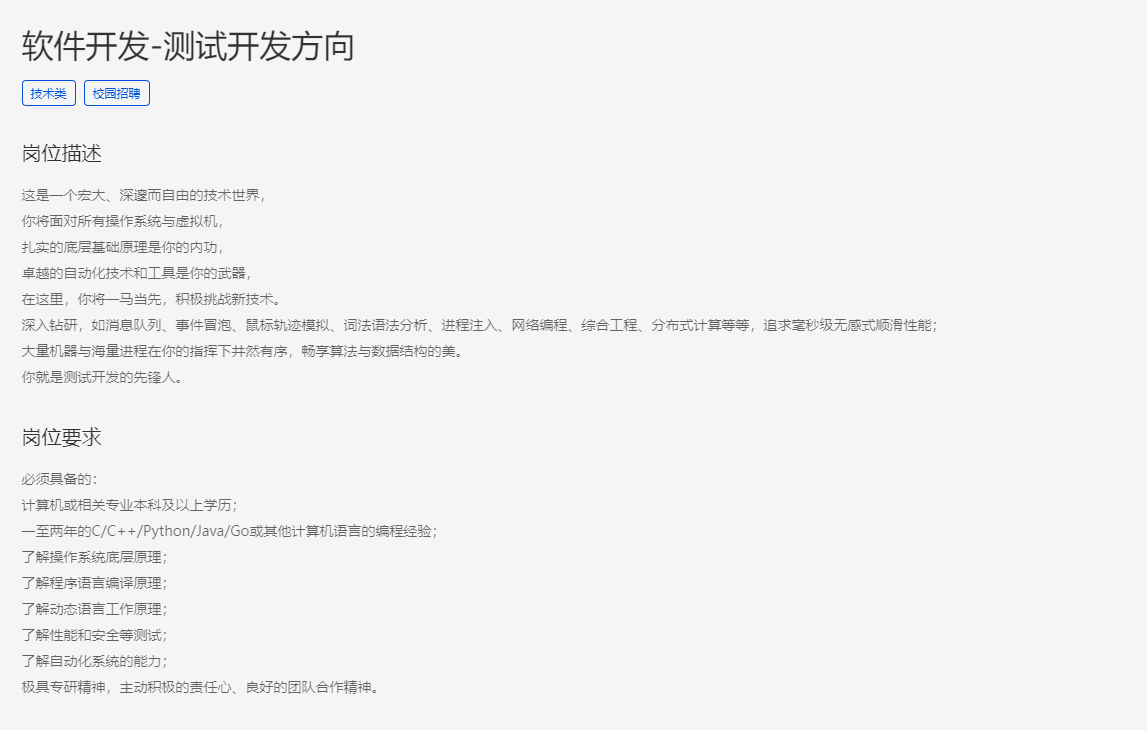 软件开发-测试开发方向
技术类 校园招聘
岗位描述
这是一个宏大、深邃而自由的技术世界，
你将面对所有操作系统与虚拟机，
扎实的底层基础原理是你的内功，
卓越的自动化技术和工具是你的武器，
在这里，你将一马当先，积极挑战新技术。
深入钻研，如消息队列、事件冒泡、鼠标轨迹模拟、词法语法分析、进程注入、网络编程、综合工程、分布式计算等等，追求毫秒级无感式顺滑性能；
大量机器与海量进程在你的指挥下井然有序，畅享算法与数据结构的美。
你就是测试开发的先锋人。
岗位要求
必须具备的：
计算机或相关专业本科及以上学历；
一至两年的C/C++/Python/Java/Go或其他计算机语言的编程经验；
了解操作系统底层原理；
了解程序语言编译原理；
了解动态语言工作原理；
了解性能和安全等测试；
了解自动化系统的能力；
极具专研精神，主动积极的责任心、良好的团队合作精神。